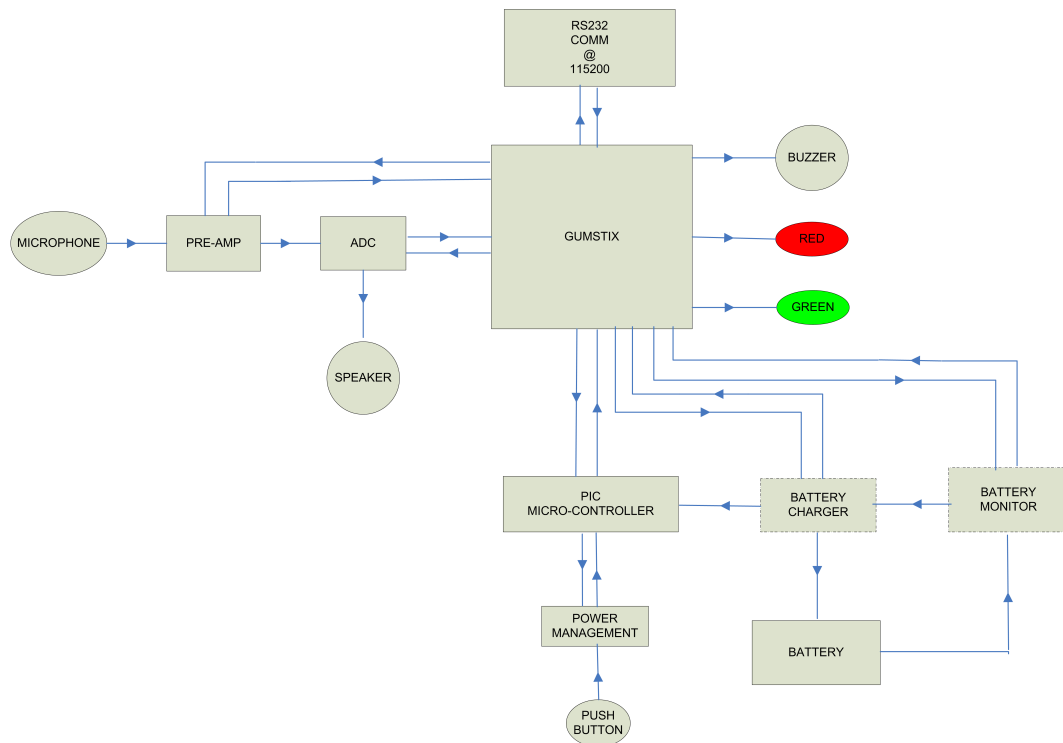 RS232
COMM
@
115200
BUZZER
MICROPHONE
PRE-AMP
ADC
GUMSTIX
RED
GREEN
SPEAKER
PIC
MICRO-CONTROLLER
BATTERY
CHARGER
BATTERY
MONITOR
POWER
MANAGEMENT
BATTERY
PUSH
BUTTON